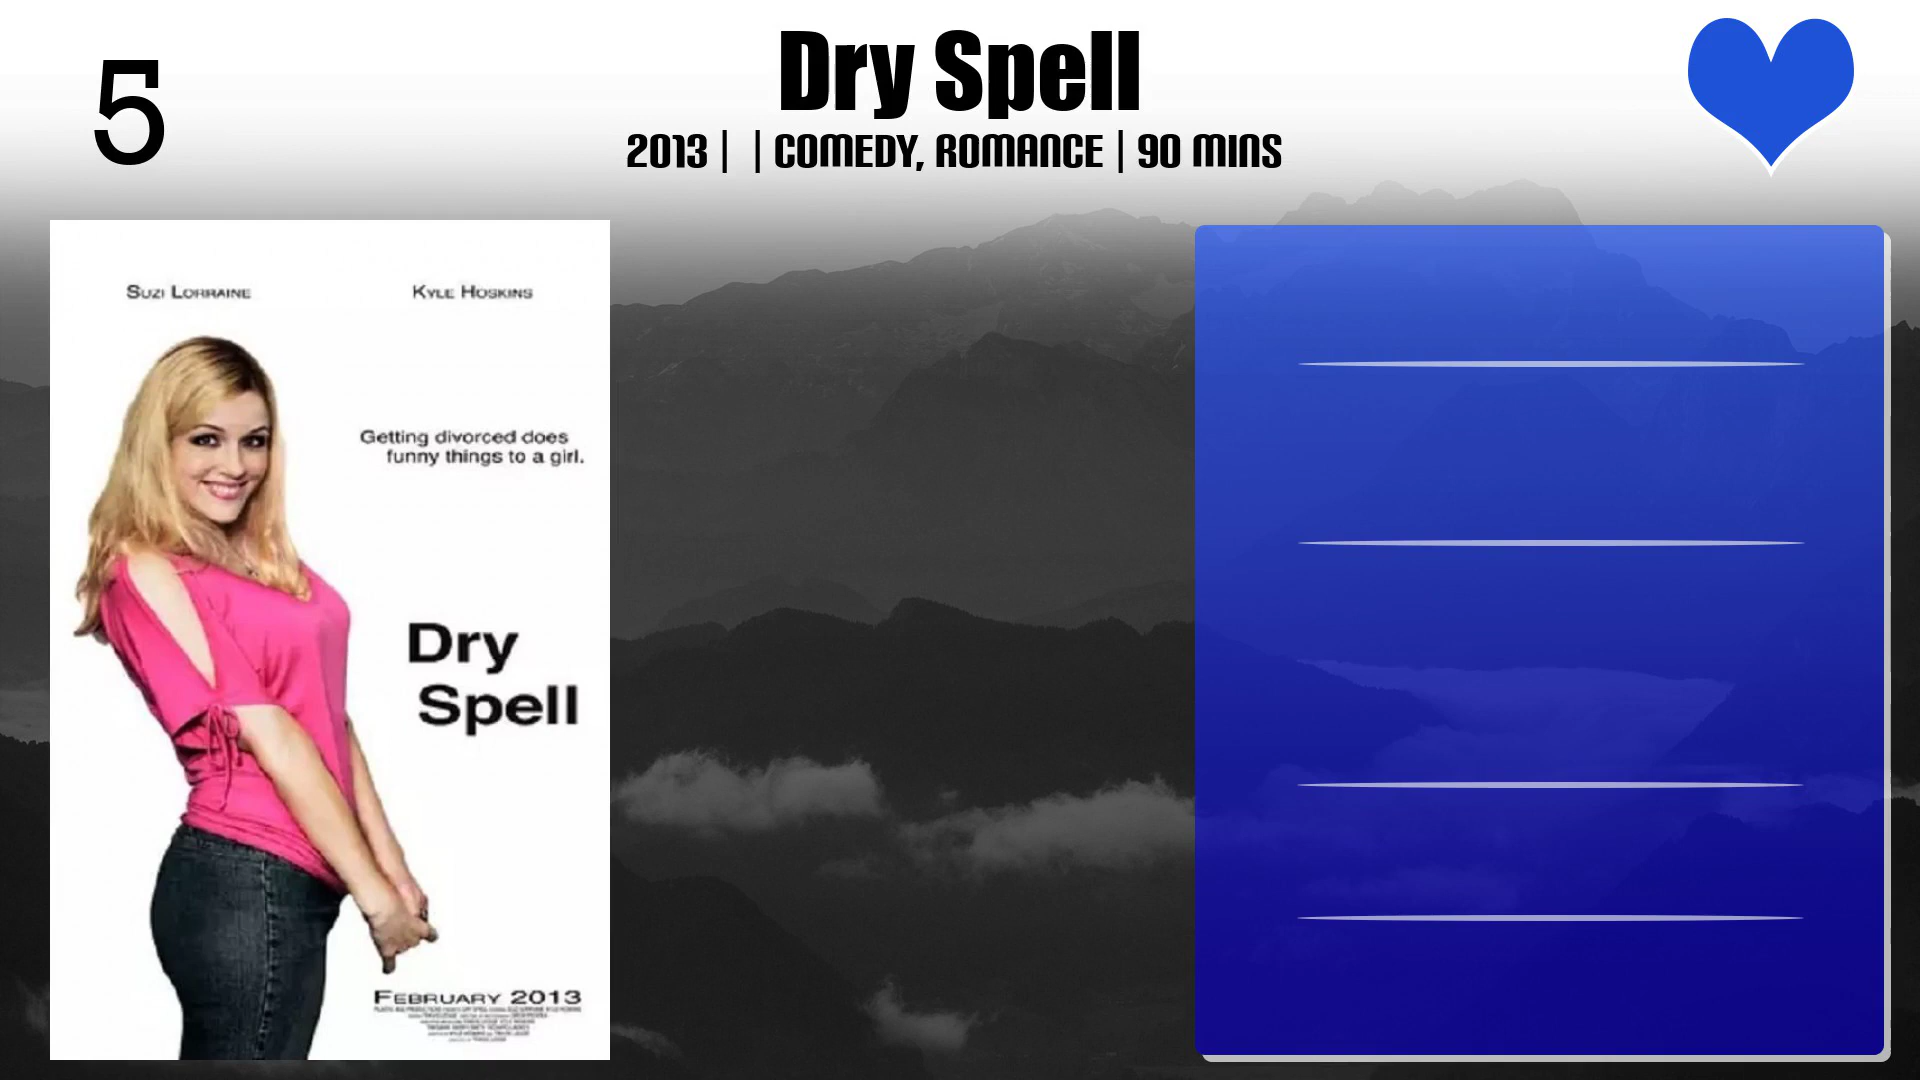 5
Dry Spell
2013 | | COMEDY, ROMANCE | 90 MINS
SUZI LORRAINE
KYLE HOSKINS
Getting divorced does
funny things to a girl.
Dry
Spell
FEBRUARY 2013